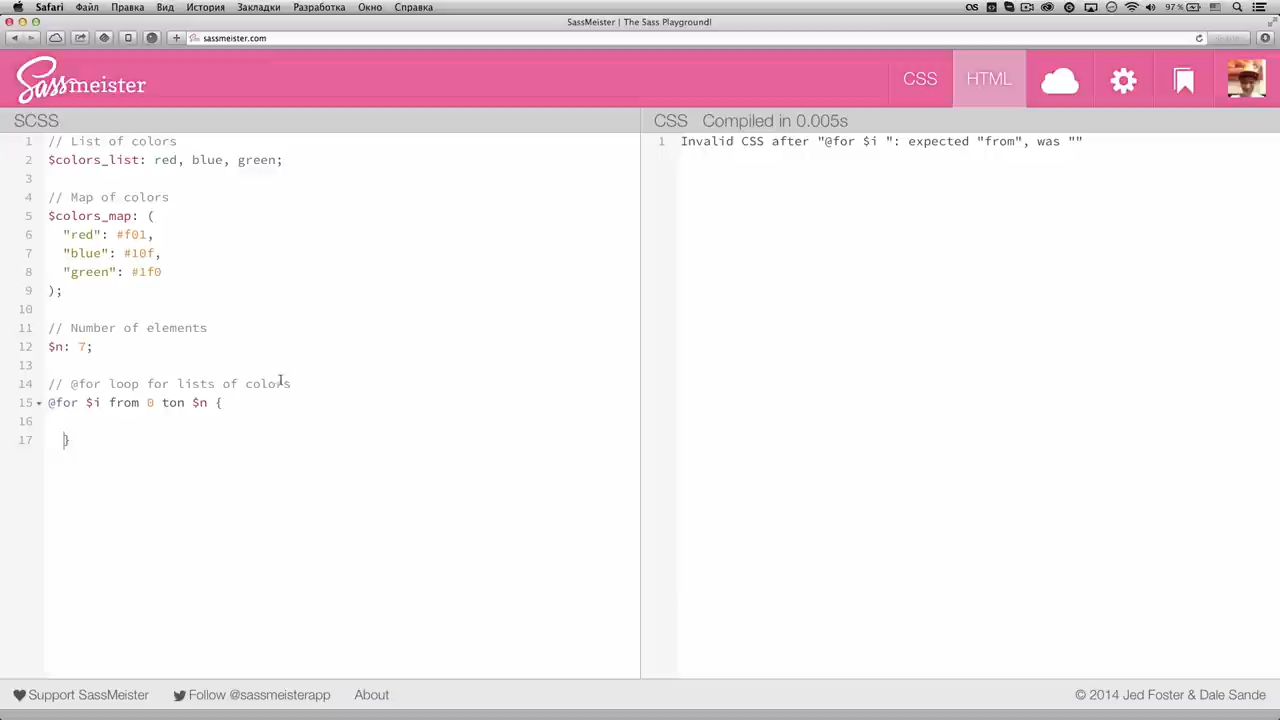 Safari Файл Правка Вид История Закладки Разработка Окно Справка 97 %
SassMeister | The Sass Playground!
sassmeister.com
SassMeister
CSS HTML
SCSS
CSS Compiled in 0.005s
1 // List of colors
2 $colors_list: red, blue, green;
3
4 // Map of colors
5 $colors_map: (
6 "red": #f01,
7 "blue": #10f,
8 "green": #1f0
9 );
10
11 // Number of elements
12 $n: 7;
13
14 // @for loop for lists of colors
15 @for $i from 0 ton $n {
16
17 }
1 Invalid CSS after "@for $i ": expected "from", was ""
Support SassMeister Follow @sassmeisterapp About © 2014 Jed Foster & Dale Sande